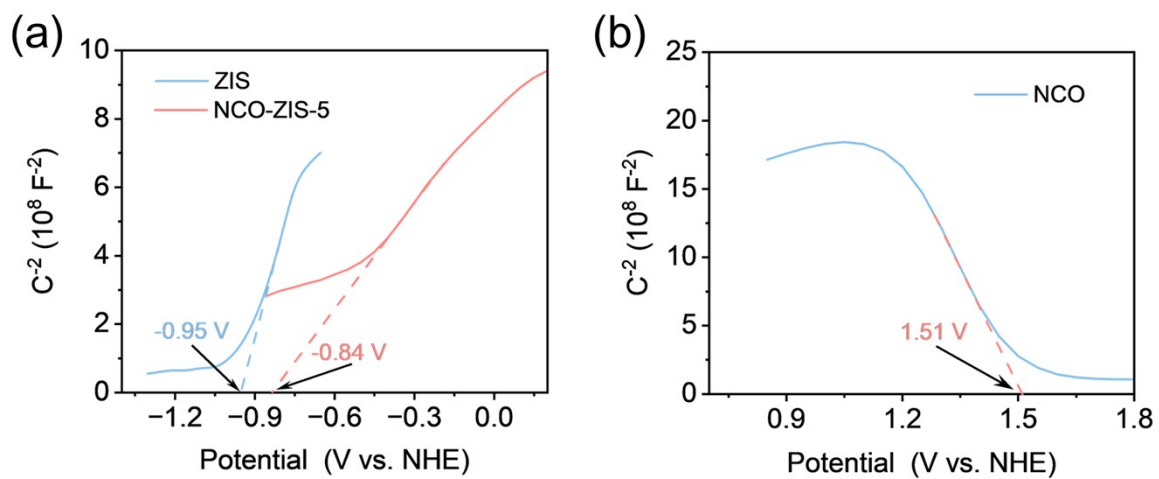 (a)
10
8
6
4
2
0
C⁻² (10⁸ F⁻²)
ZIS
NCO-ZIS-5
-0.95 V
-0.84 V
−1.2 −0.9 −0.6 −0.3 0.0
Potential (V vs. NHE)
(b)
25
20
15
10
5
0
C⁻² (10⁸ F⁻²)
NCO
1.51 V
0.9 1.2 1.5 1.8
Potential (V vs. NHE)